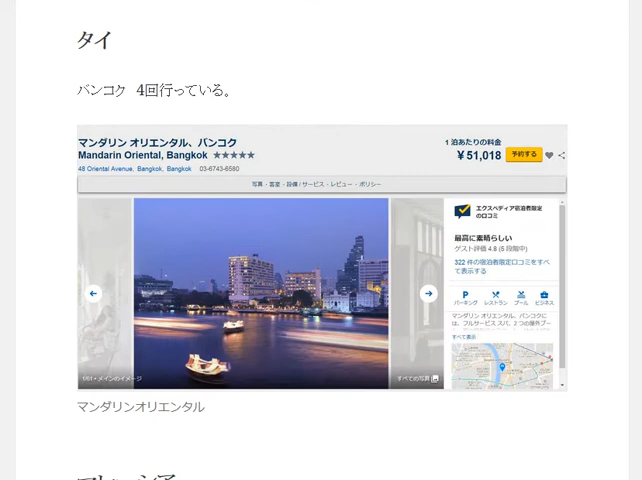 タイ
バンコク　4回行っている。
マンダリン オリエンタル、バンコク
Mandarin Oriental, Bangkok ★★★★★
48 Oriental Avenue, Bangkok, Bangkok 03-6743-6580
1 泊あたりの料金
￥51,018 予約する
写真・客室・設備 / サービス・レビュー・ポリシー
エクスペディア宿泊者限定
の口コミ
最高に素晴らしい
ゲスト評価 4.8 (5 段階中)
322 件の宿泊者限定口コミをすべ
て表示する
パーキング レストラン プール ビジネス
マンダリン オリエンタル、バンコクに
は、フルサービス スパ、2 つの屋外プー
すべて表示
1/61・メインのイメージ
すべての写真
マンダリンオリエンタル